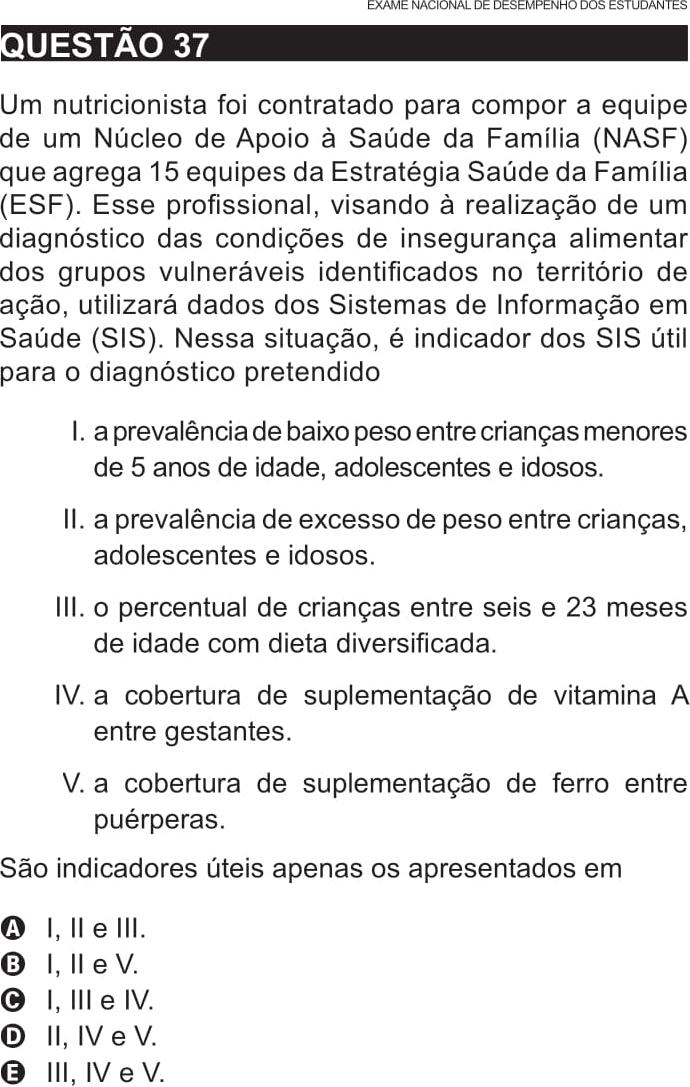 EXAME NACIONAL DE DESEMPENHO DOS ESTUDANTES
QUESTÃO 37
Um nutricionista foi contratado para compor a equipe
de um Núcleo de Apoio à Saúde da Família (NASF)
que agrega 15 equipes da Estratégia Saúde da Família
(ESF). Esse profissional, visando à realização de um
diagnóstico das condições de insegurança alimentar
dos grupos vulneráveis identificados no território de
ação, utilizará dados dos Sistemas de Informação em
Saúde (SIS). Nessa situação, é indicador dos SIS útil
para o diagnóstico pretendido
I. a prevalência de baixo peso entre crianças menores
de 5 anos de idade, adolescentes e idosos.
II. a prevalência de excesso de peso entre crianças,
adolescentes e idosos.
III. o percentual de crianças entre seis e 23 meses
de idade com dieta diversificada.
IV. a cobertura de suplementação de vitamina A
entre gestantes.
V. a cobertura de suplementação de ferro entre
puérperas.
São indicadores úteis apenas os apresentados em
A I, II e III.
B I, II e V.
C I, III e IV.
D II, IV e V.
E III, IV e V.